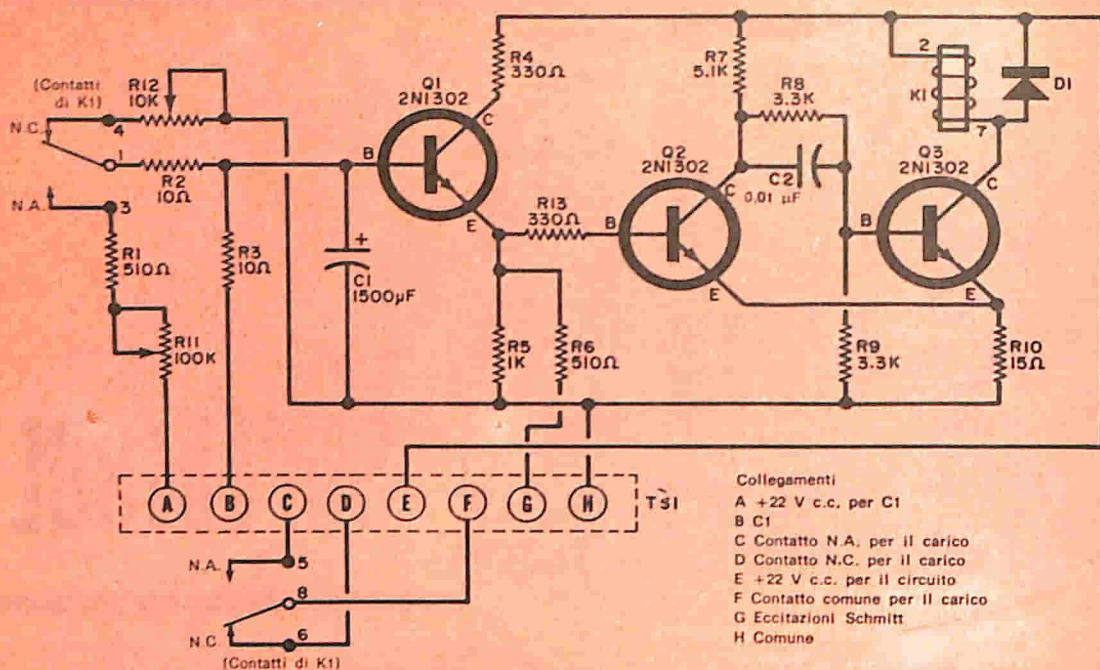 (Contatti
di K1)
R12
10K
N.C.
4
1
R2
10Ω
N.A.
3
R1
510Ω
R11
100K
R3
10Ω
+
C1
1500µF
Q1
2N1302
B
C
E
R4
330Ω
R13
330Ω
R5
1K
R6
510Ω
Q2
2N1302
B
C
E
R7
5.1K
R8
3.3K
C2
0,01 µF
R9
3.3K
Q3
2N1302
B
C
E
R10
15Ω
2
K1
7
D1
A
B
C
D
E
F
G
H
TS1
N.A.
5
8
N.C.
6
(Contatti di K1)
Collegamenti
A +22 V c.c. per C1
B C1
C Contatto N.A. per il carico
D Contatto N.C. per il carico
E +22 V c.c. per il circuito
F Contatto comune per il carico
G Eccitazioni Schmitt
H Comune